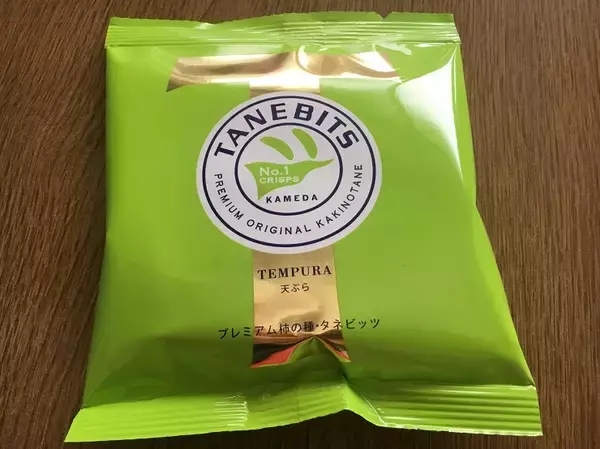 TANEBITS
No.1
CRISPS
KAMEDA
PREMIUM ORIGINAL KAKINOTANE
TEMPURA
天ぷら
プレミアム柿の種・タネビッツ